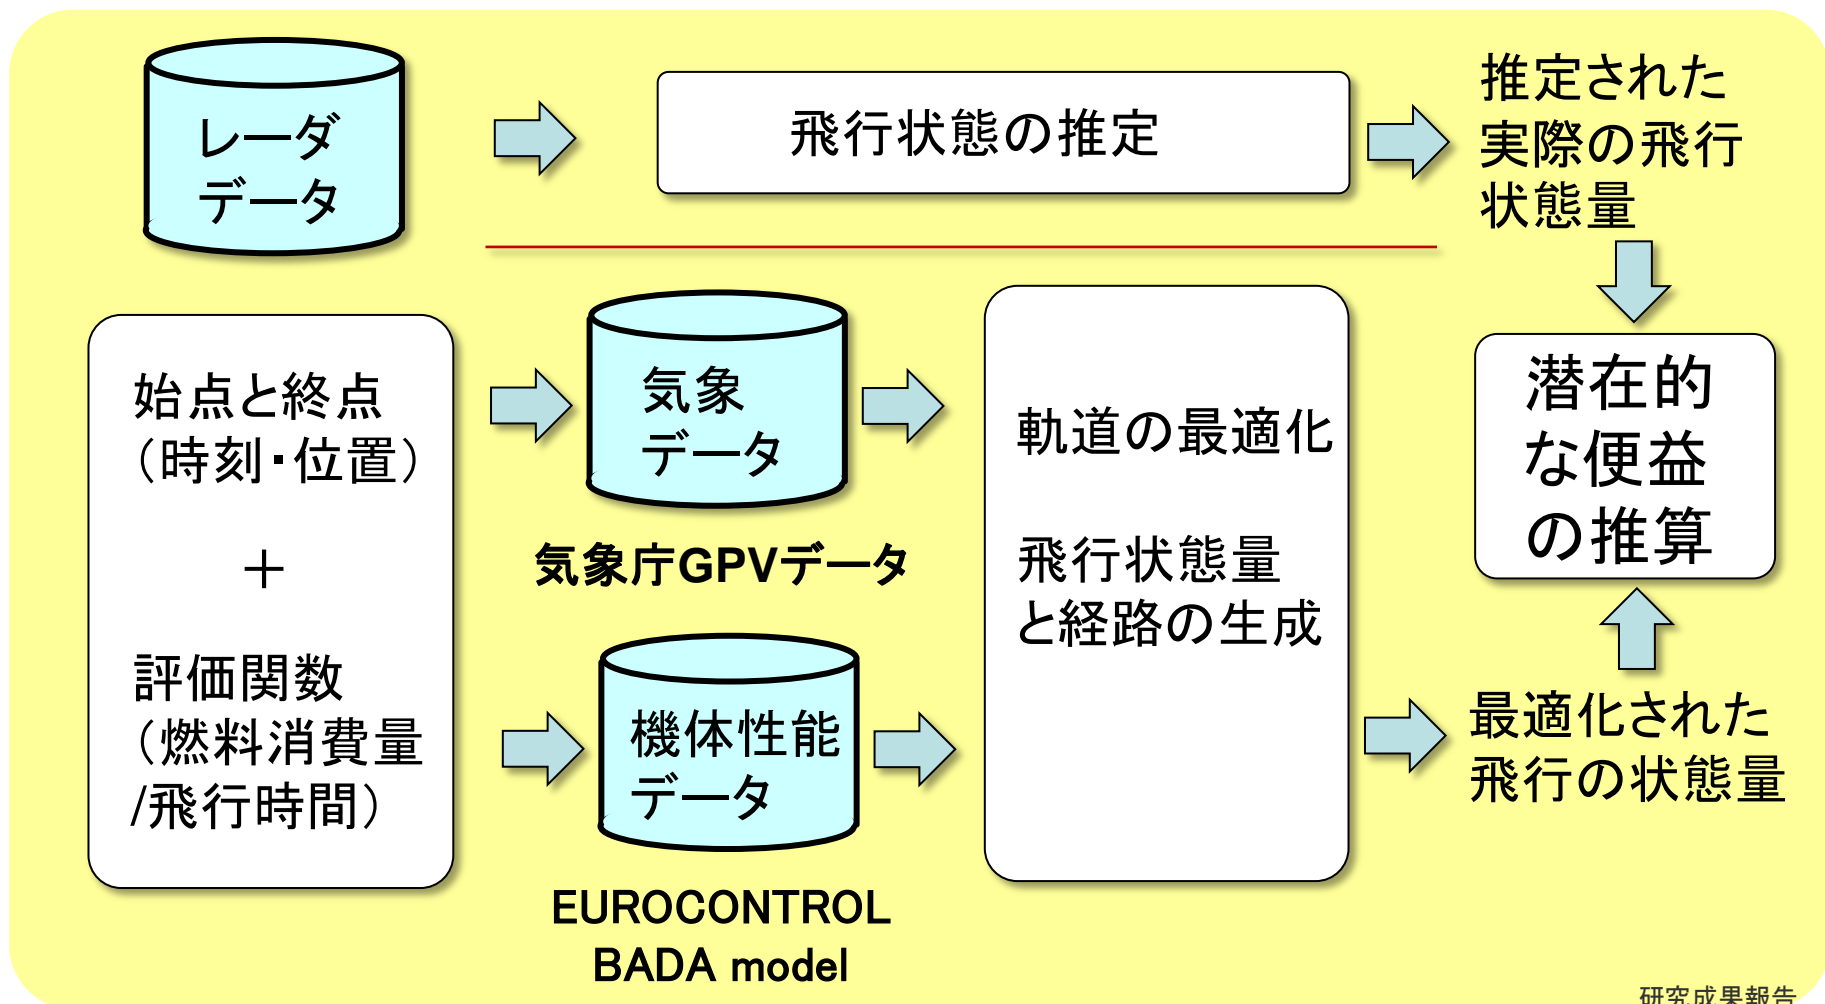 レーダ
データ
飛行状態の推定
推定された
実際の飛行
状態量
始点と終点
（時刻・位置）
＋
評価関数
（燃料消費量
/飛行時間）
気象
データ
気象庁GPVデータ
機体性能
データ
EUROCONTROL
BADA model
軌道の最適化
飛行状態量
と経路の生成
潜在的
な便益
の推算
最適化された
飛行の状態量
研究成果報告